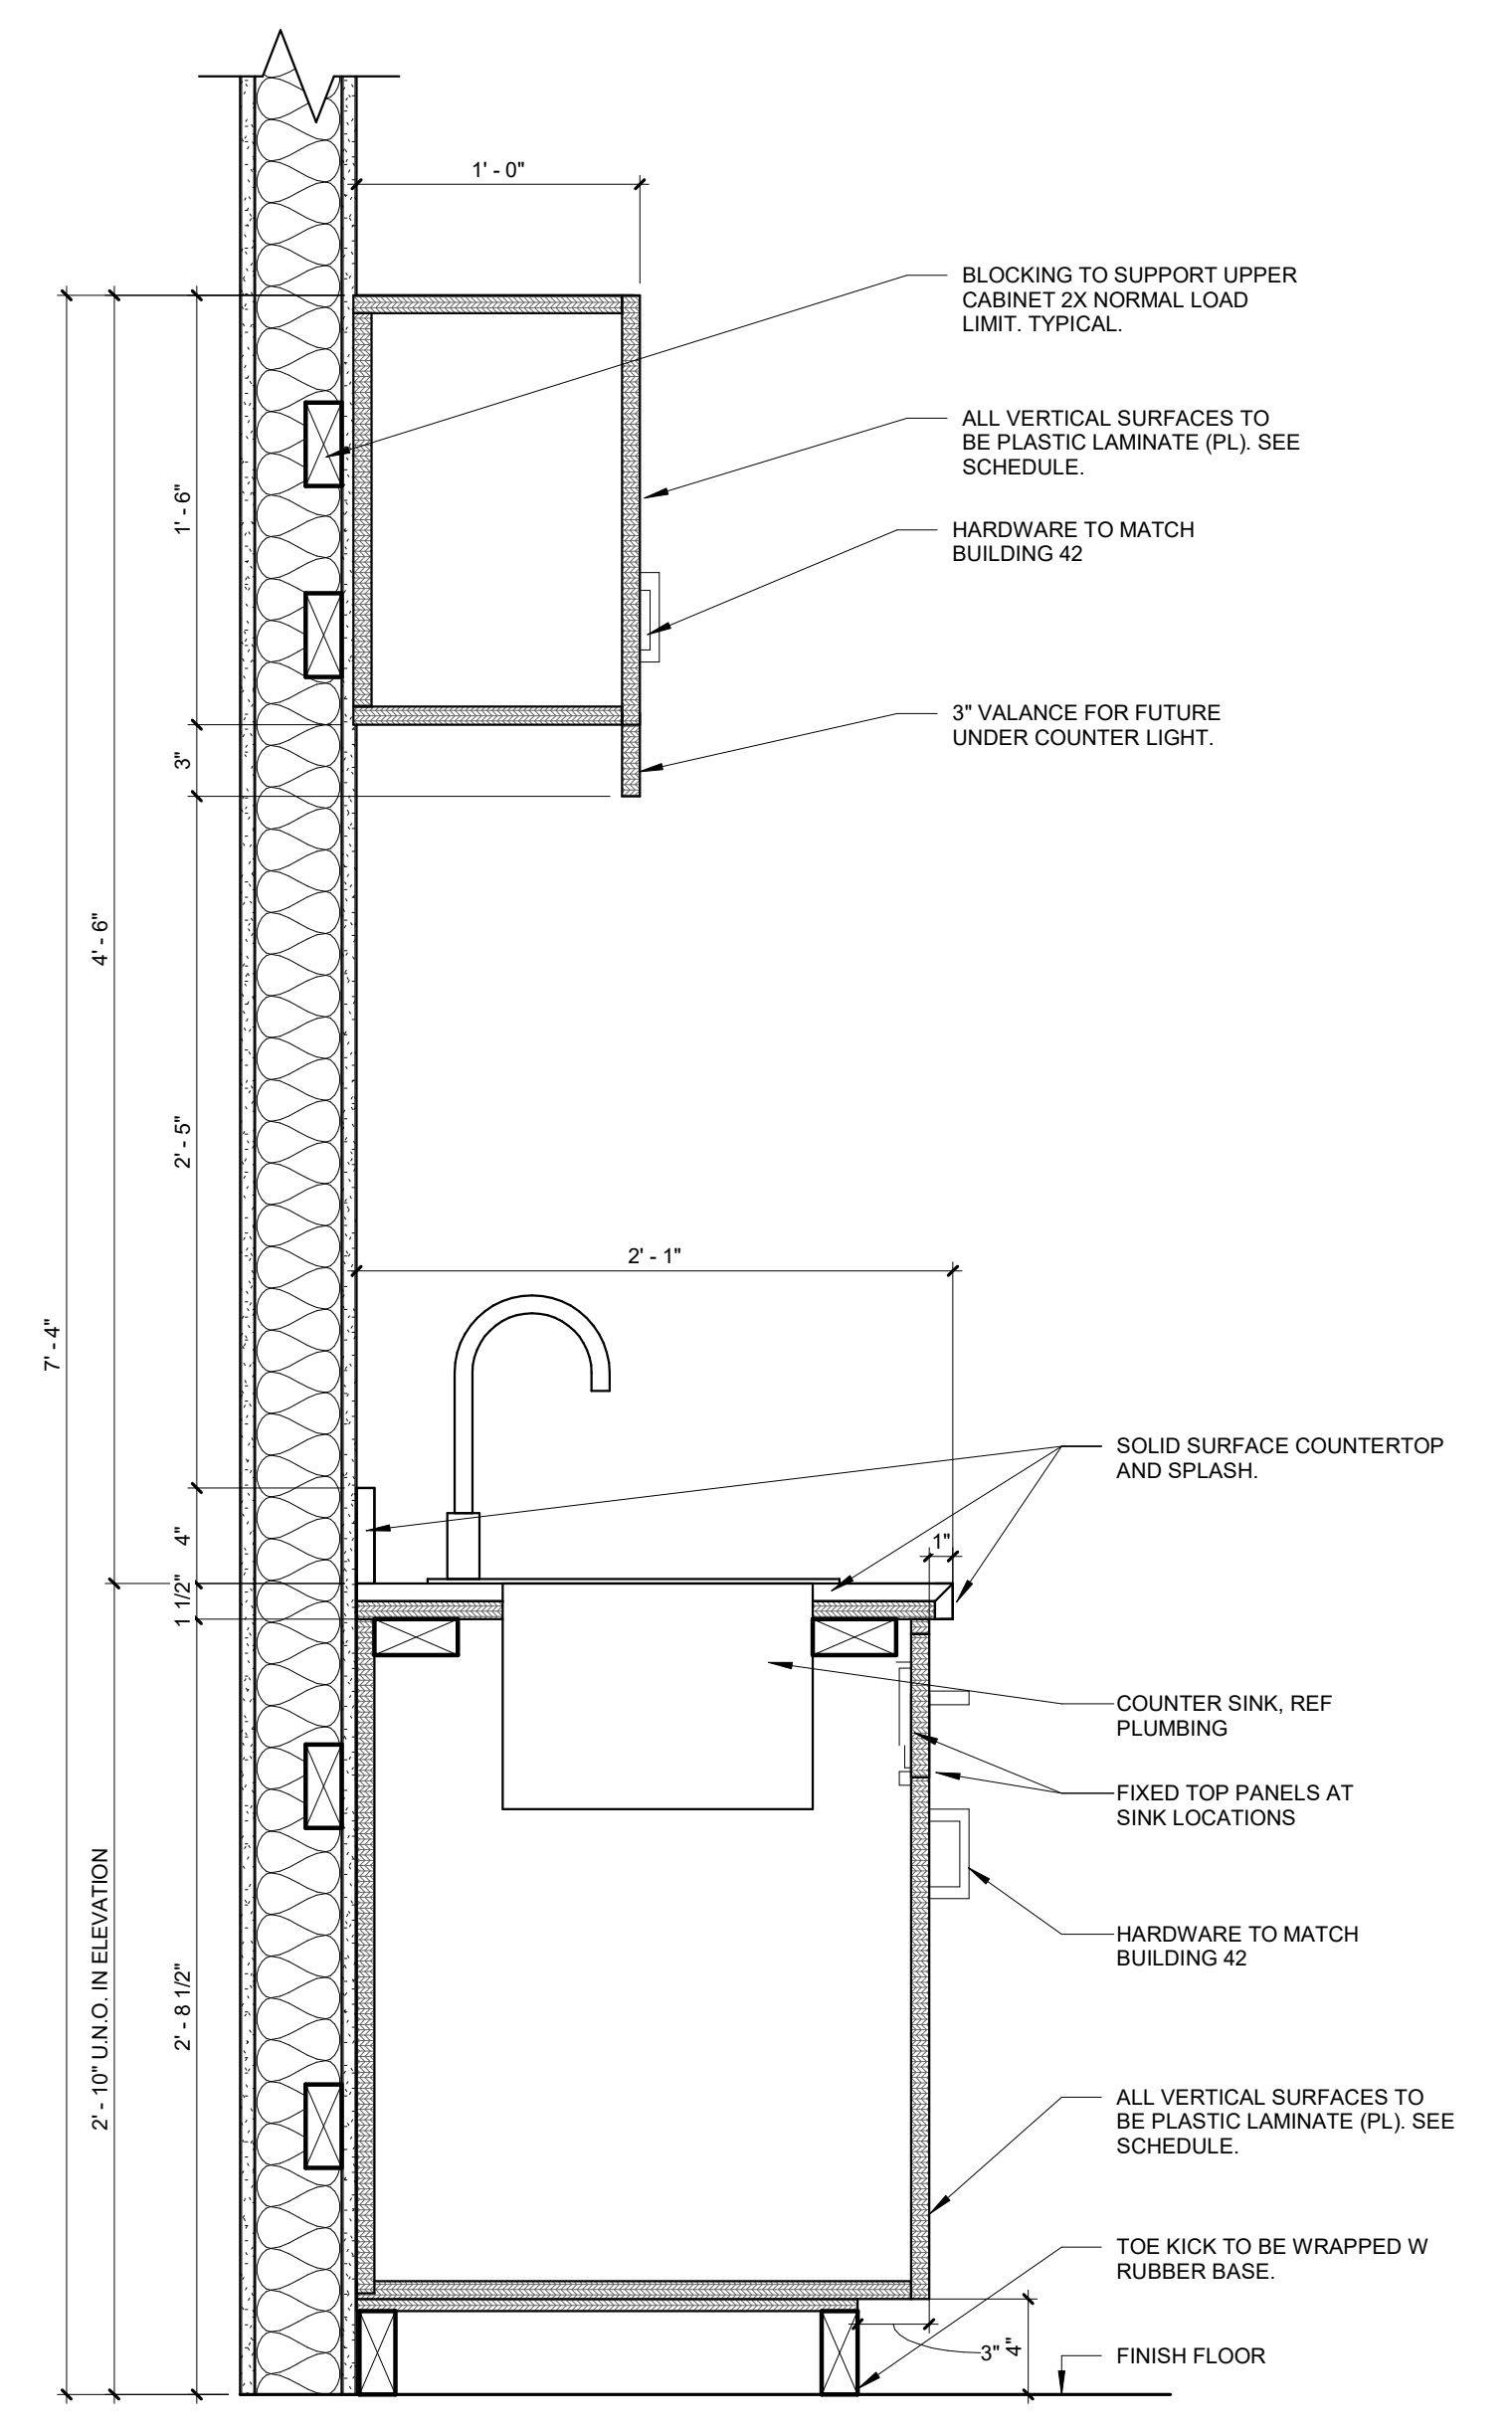 1' - 0"
BLOCKING TO SUPPORT UPPER
CABINET 2X NORMAL LOAD
LIMIT. TYPICAL.
ALL VERTICAL SURFACES TO
BE PLASTIC LAMINATE (PL). SEE
SCHEDULE.
1' - 6"
HARDWARE TO MATCH
BUILDING 42
3" VALANCE FOR FUTURE
UNDER COUNTER LIGHT.
3"
4' - 6"
2' - 5"
2' - 1"
7' - 4"
SOLID SURFACE COUNTERTOP
AND SPLASH.
4"
1"
1 1/2"
COUNTER SINK, REF
PLUMBING
FIXED TOP PANELS AT
SINK LOCATIONS
HARDWARE TO MATCH
BUILDING 42
2' - 10" U.N.O. IN ELEVATION
2' - 8 1/2"
ALL VERTICAL SURFACES TO
BE PLASTIC LAMINATE (PL). SEE
SCHEDULE.
TOE KICK TO BE WRAPPED W
RUBBER BASE.
3"
4"
FINISH FLOOR